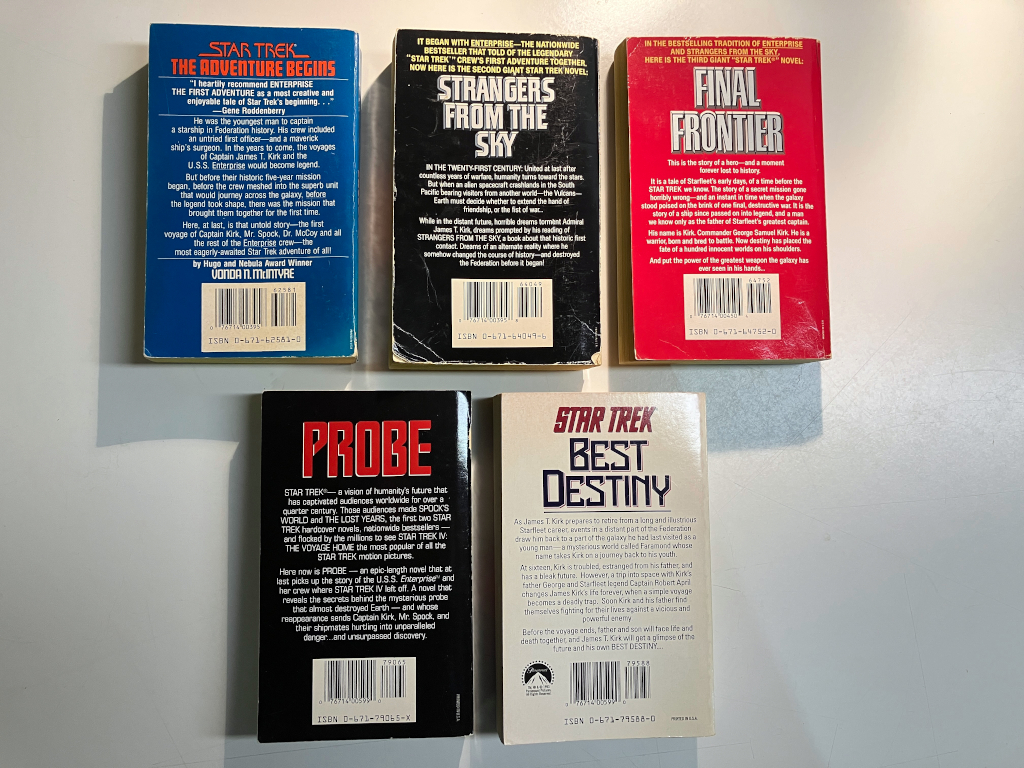 STAR TREK
THE ADVENTURE BEGINS
"I heartily recommend ENTERPRISE
THE FIRST ADVENTURE as a most creative and
enjoyable tale of Star Trek's beginning. . ."
—Gene Roddenberry
He was the youngest man to captain
a starship in Federation history. His crew included
an untried first officer—and a maverick
ship's surgeon. In the years to come, the voyages
of Captain James T. Kirk and the
U.S.S. Enterprise would become legend.
But before their historic five-year mission
began, before the crew meshed into the superb unit
that would journey across the galaxy, before
the legend took shape, there was the mission that
brought them together for the first time.
Here, at last, is that untold story—the first
voyage of Captain Kirk, Mr. Spock, Dr. McCoy and all
the rest of the Enterprise crew—the
most eagerly-awaited Star Trek adventure of all!
by Hugo and Nebula Award Winner
VONDA N. McINTYRE
62581
0 76714 00395
ISBN 0-671-62581-0
IT BEGAN WITH ENTERPRISE—THE NATIONWIDE
BESTSELLER THAT TOLD OF THE LEGENDARY
"STAR TREK" CREW'S FIRST ADVENTURE TOGETHER,
NOW HERE IS THE SECOND GIANT STAR TREK NOVEL:
STRANGERS
FROM THE
SKY
IN THE TWENTY-FIRST CENTURY: United at last after
countless years of warfare, humanity turns toward the stars.
But when an alien spacecraft crashlands in the South
Pacific bearing visitors from another world—the Vulcans—
Earth must decide whether to extend the hand of
friendship, or the fist of war...
While in the distant future, horrible dreams torment Admiral
James T. Kirk, dreams prompted by his reading of
STRANGERS FROM THE SKY, a book about that historic first
contact. Dreams of an alternate reality where he
somehow changed the course of history—and destroyed
the Federation before it began!
64049
0 76714 00395
ISBN 0-671-64049-6
IN THE BESTSELLING TRADITION OF ENTERPRISE
AND STRANGERS FROM THE SKY,
HERE IS THE THIRD GIANT "STAR TREK®" NOVEL:
FINAL
FRONTIER
This is the story of a hero—and a moment
forever lost to history.
It is a tale of Starfleet's early days, of a time before the
STAR TREK we know. The story of a secret mission gone
horribly wrong—and an instant in time when the galaxy
stood poised on the brink of one final, destructive war. It is the
story of a ship since passed on into legend, and a man
we know only as the father of Starfleet's greatest captain.
His name is Kirk. Commander George Samuel Kirk. He is a
warrior, born and bred to battle. Now destiny has placed the
fate of a hundred innocent worlds on his shoulders.
And put the power of the greatest weapon the galaxy has
ever seen in his hands...
64752
0 76714 00450
ISBN 0-671-64752-0
PROBE
STAR TREK®— a vision of humanity's future that
has captivated audiences worldwide for over a
quarter century. Those audiences made SPOCK'S
WORLD and THE LOST YEARS, the first two STAR
TREK hardcover novels, nationwide bestsellers —
and flocked by the millions to see STAR TREK IV:
THE VOYAGE HOME the most popular of all the
STAR TREK motion pictures.
Here now is PROBE — an epic-length novel that at
last picks up the story of the U.S.S. Enterprise™ and
her crew where STAR TREK IV left off. A novel that
reveals the secrets behind the mysterious probe
that almost destroyed Earth — and whose
reappearance sends Captain Kirk, Mr. Spock, and
their shipmates hurtling into unparalleled
danger...and unsurpassed discovery.
79065
0 76714 00599
ISBN 0-671-79065-X
STAR TREK
BEST
DESTINY
As James T. Kirk prepares to retire from a long and illustrious
Starfleet career, events in a distant part of the Federation
draw him back to a part of the galaxy he had last visited as a
young man — a mysterious world called Faramond whose
name takes Kirk on a journey back to his youth.
At sixteen, Kirk is troubled, estranged from his father, and
has a bleak future. However, a trip into space with Kirk's
father George and Starfleet legend Captain Robert April
changes James Kirk's life forever, when a simple voyage
becomes a deadly trap. Soon Kirk and his father find
themselves fighting for their lives against a vicious and
powerful enemy
Before the voyage ends, father and son will face life and
death together, and James T. Kirk will get a glimpse of the
future and his own BEST DESTINY....
79588
0 76714 00599
ISBN 0-671-79588-0
PRINTED IN U.S.A.